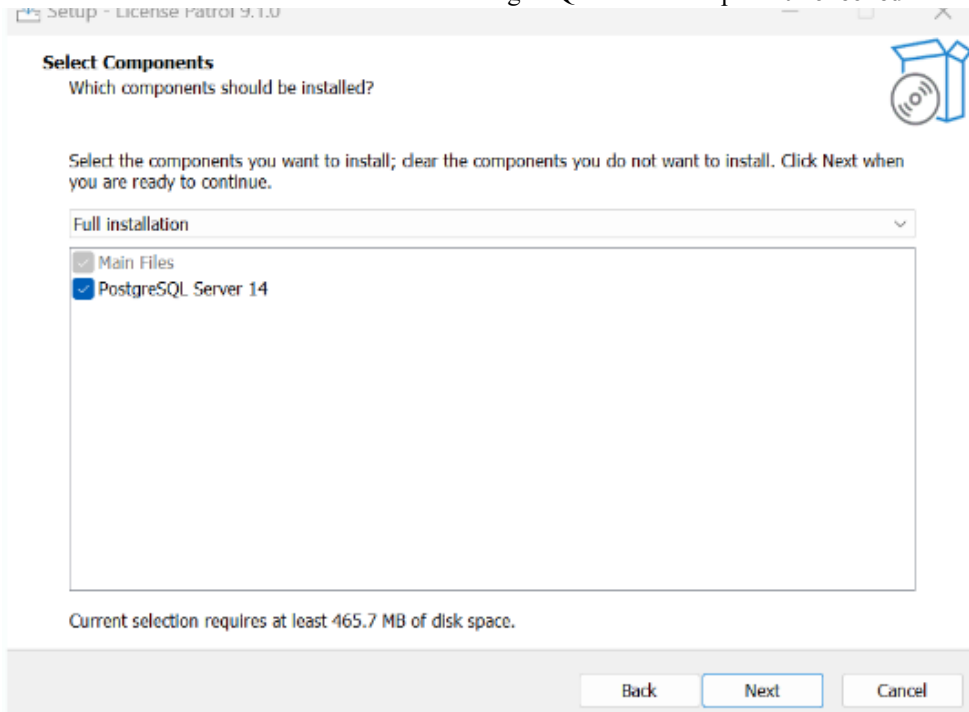 Setup - License Patrol 9.1.0
Select Components
Which components should be installed?
Select the components you want to install; clear the components you do not want to install. Click Next when
you are ready to continue.
Full installation
Main Files
PostgreSQL Server 14
Current selection requires at least 465.7 MB of disk space.
Back Next Cancel